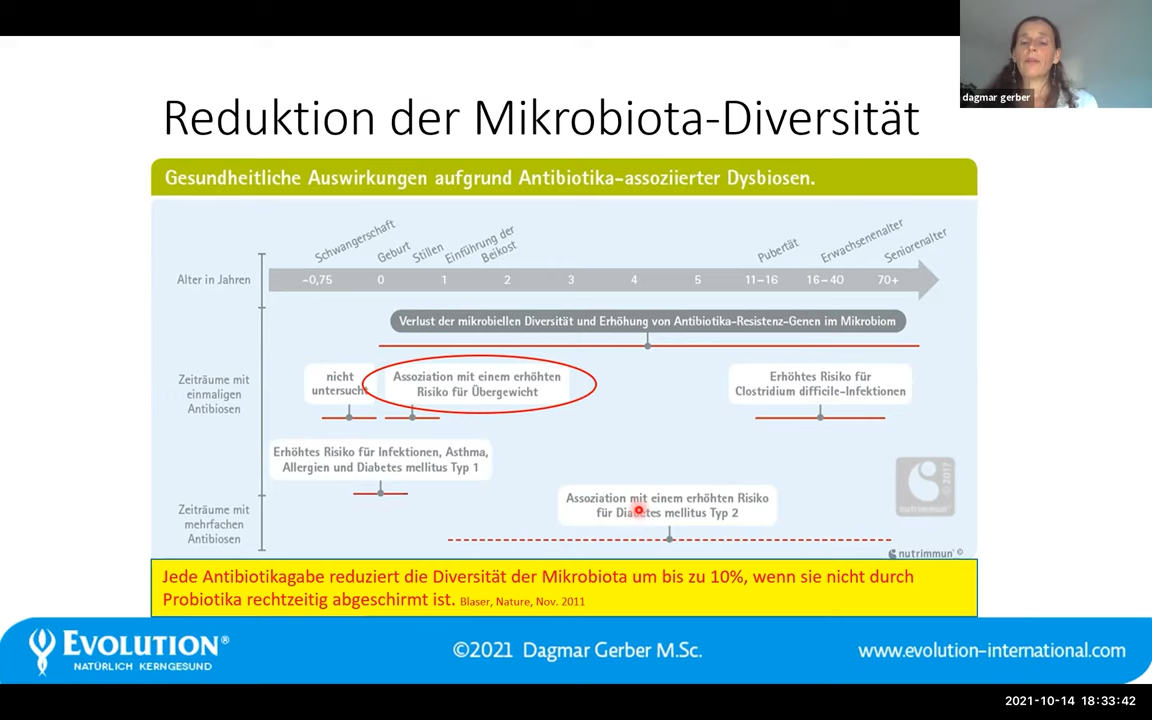 dagmar gerber
Reduktion der Mikrobiota-Diversität
Gesundheitliche Auswirkungen aufgrund Antibiotika-assoziierter Dysbiosen.
Schwangerschaft
Geburt
Stillen
Einführung der
Beikost
Pubertät
Erwachsenenalter
Seniorenalter
Alter in Jahren
-0,75 0 1 2 3 4 5 11–16 16–40 70+
Verlust der mikrobiellen Diversität und Erhöhung von Antibiotika-Resistenz-Genen im Mikrobiom
Zeiträume mit
einmaligen
Antibiosen
nicht
untersucht
Assoziation mit einem erhöhten
Risiko für Übergewicht
Erhöhtes Risiko für
Clostridium difficile-Infektionen
Erhöhtes Risiko für Infektionen, Asthma,
Allergien und Diabetes mellitus Typ 1
Zeiträume mit
mehrfachen
Antibiosen
Assoziation mit einem erhöhten Risiko
für Diabetes mellitus Typ 2
© 2017
nutrimmun®
nutrimmun® ©
Jede Antibiotikagabe reduziert die Diversität der Mikrobiota um bis zu 10%, wenn sie nicht durch
Probiotika rechtzeitig abgeschirmt ist. Blaser, Nature, Nov. 2011
EVOLUTION®
NATÜRLICH KERNGESUND
©2021 Dagmar Gerber M.Sc.
www.evolution-international.com
2021-10-14 18:33:42